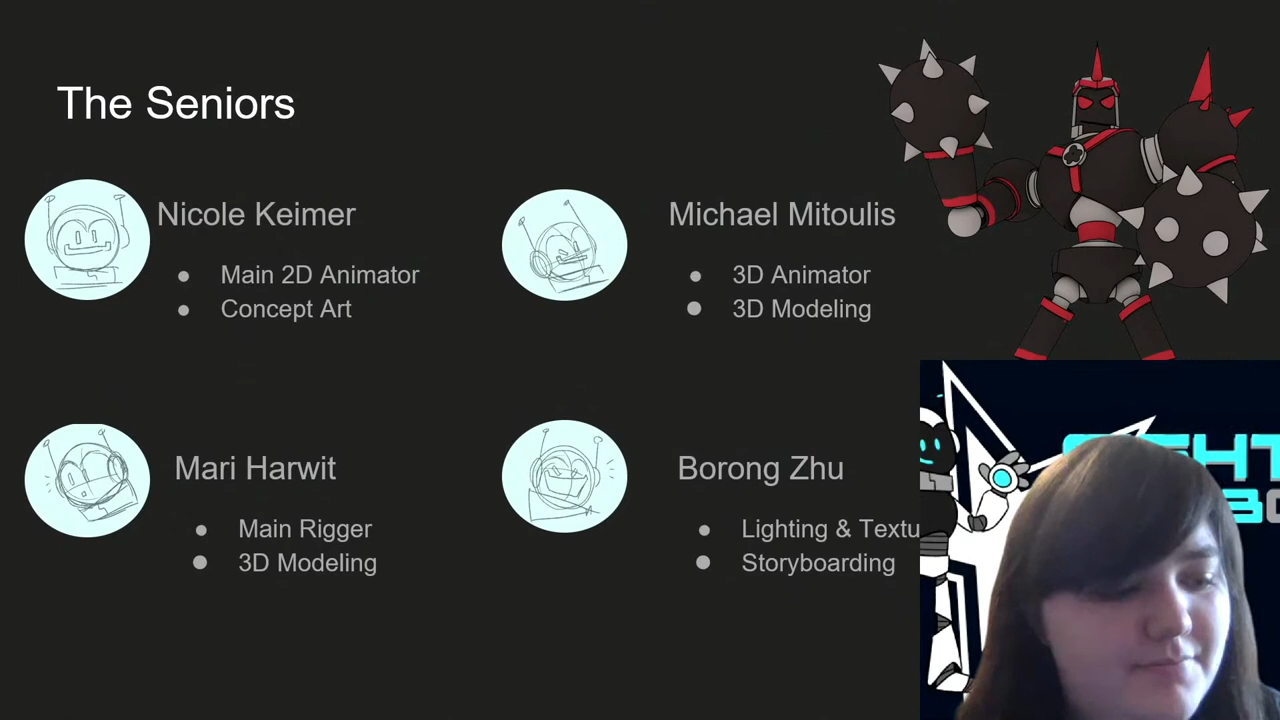 The Seniors
Nicole Keimer
● Main 2D Animator
● Concept Art
Michael Mitoulis
● 3D Animator
● 3D Modeling
Mari Harwit
● Main Rigger
● 3D Modeling
Borong Zhu
● Lighting &
● Storyboarding